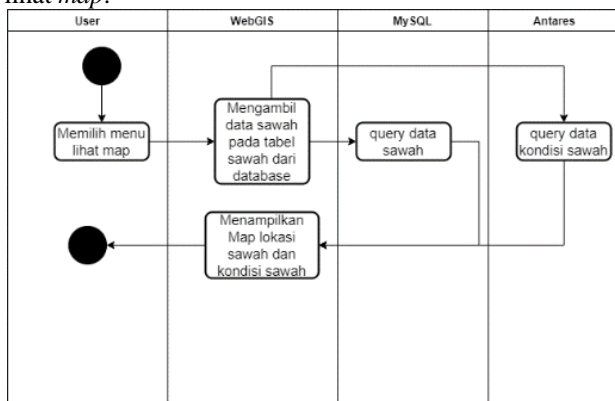 lihat map.
User WebGIS MySQL Antares
Memilih menu
lihat map
Mengambil
data sawah
pada tabel
sawah dari
database
query data
sawah
query data
kondisi sawah
Menampilkan
Map lokasi
sawah dan
kondisi sawah